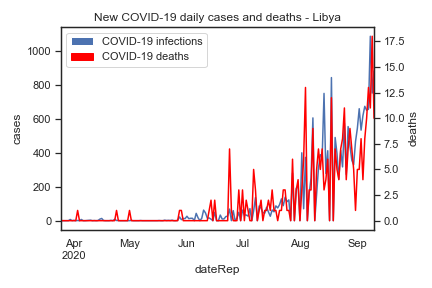 New COVID-19 daily cases and deaths - Libya
COVID-19 infections
COVID-19 deaths
1000
800
600
400
200
0
cases
17.5
15.0
12.5
10.0
7.5
5.0
2.5
0.0
deaths
Apr May Jun Jul Aug Sep
2020
dateRep